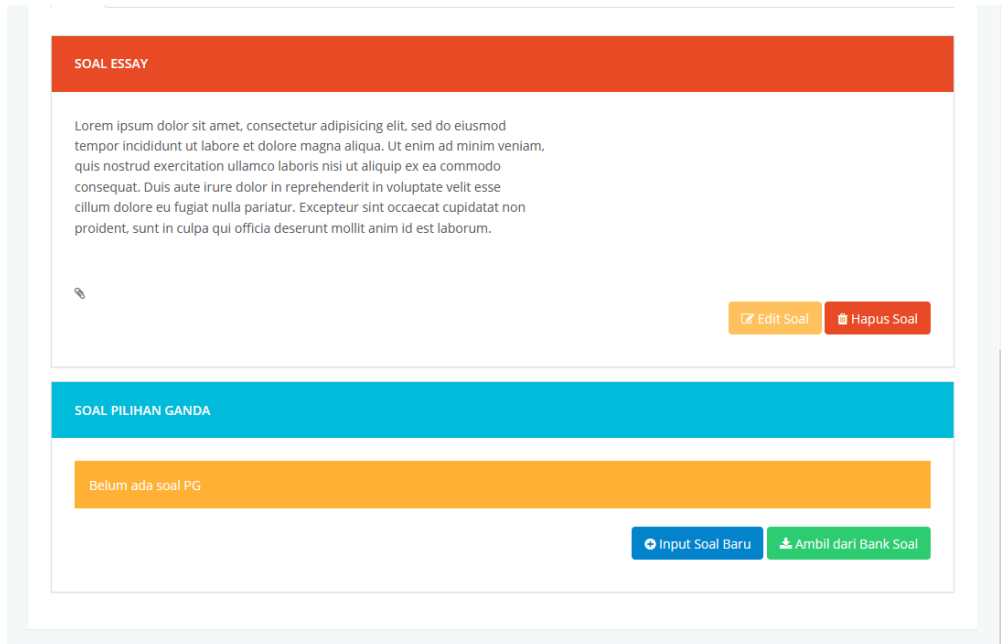 SOAL ESSAY
Lorem ipsum dolor sit amet, consectetur adipisicing elit, sed do eiusmod
tempor incididunt ut labore et dolore magna aliqua. Ut enim ad minim veniam,
quis nostrud exercitation ullamco laboris nisi ut aliquip ex ea commodo
consequat. Duis aute irure dolor in reprehenderit in voluptate velit esse
cillum dolore eu fugiat nulla pariatur. Excepteur sint occaecat cupidatat non
proident, sunt in culpa qui officia deserunt mollit anim id est laborum.
Edit Soal
Hapus Soal
SOAL PILIHAN GANDA
Belum ada soal PG
Input Soal Baru
Ambil dari Bank Soal